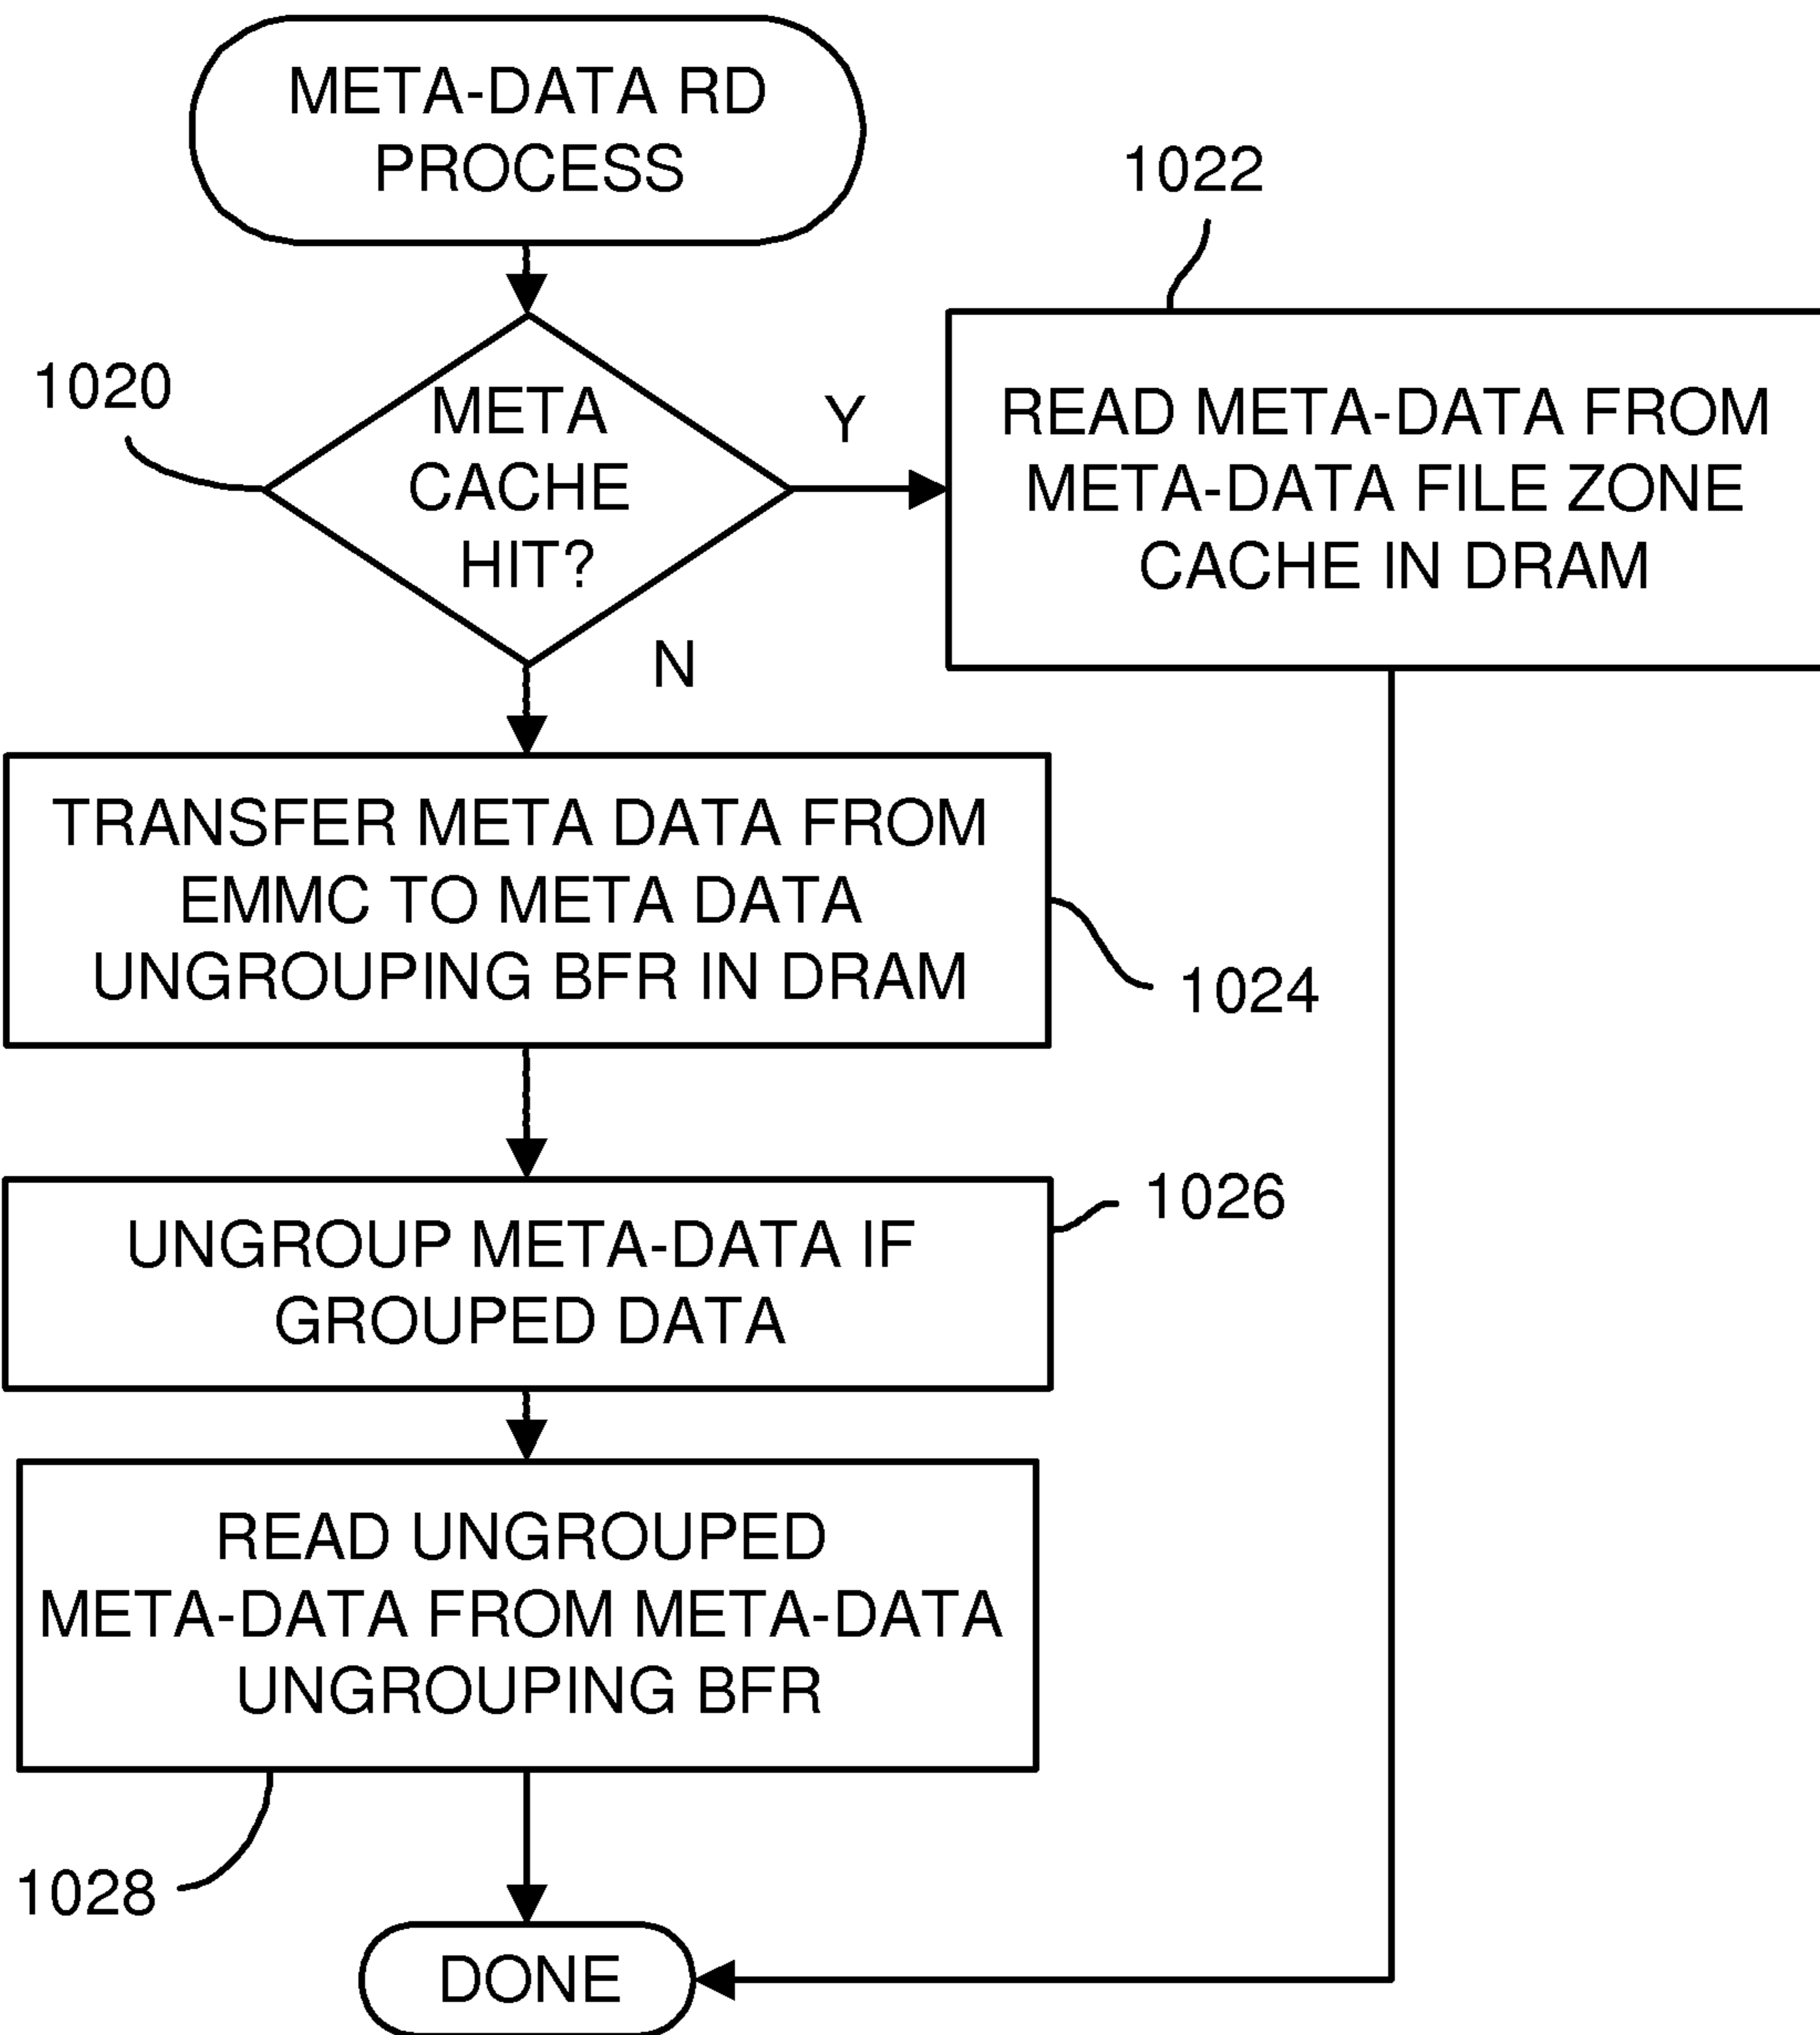 META-DATA RD
PROCESS
1022
1020
META
CACHE
HIT?
Y
READ META-DATA FROM
META-DATA FILE ZONE
CACHE IN DRAM
N
TRANSFER META DATA FROM
EMMC TO META DATA
UNGROUPING BFR IN DRAM
1024
UNGROUP META-DATA IF
GROUPED DATA
1026
READ UNGROUPED
META-DATA FROM META-DATA
UNGROUPING BFR
1028
DONE